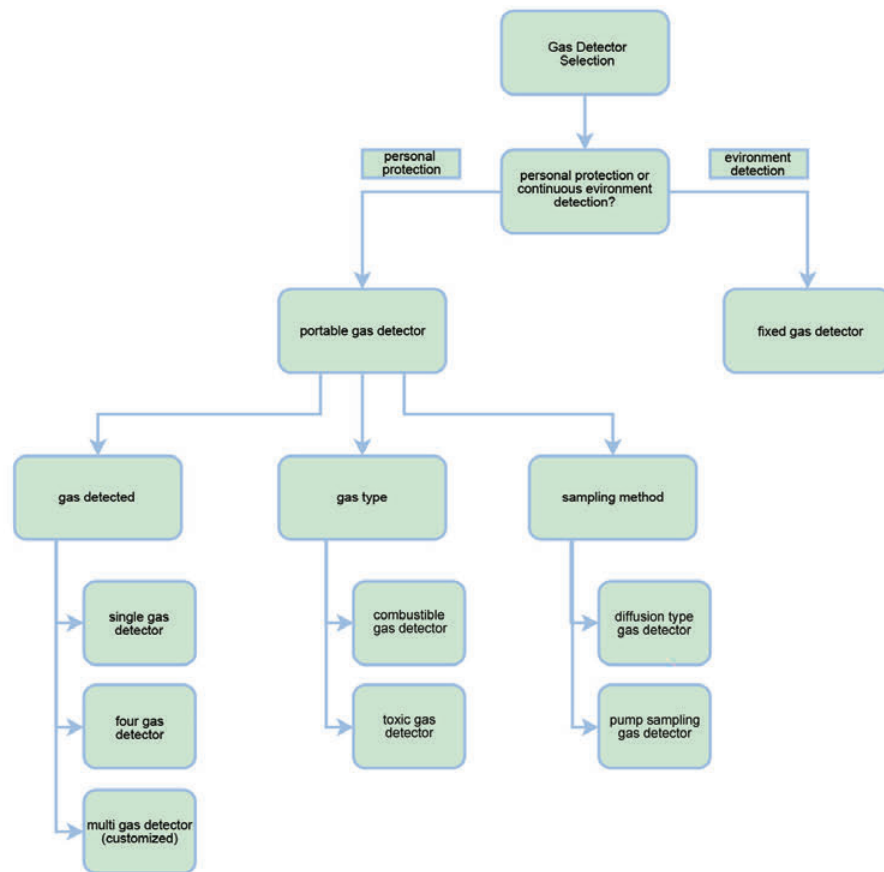 Gas Detector
Selection
personal
protection
evironment
detection
personal protection or
continuous evironment
detection?
portable gas detector
fixed gas detector
gas detected
gas type
sampling method
single gas
detector
combustible
gas detector
diffusion type
gas detector
four gas
detector
toxic gas
detector
pump sampling
gas detector
multi gas detector
(customized)